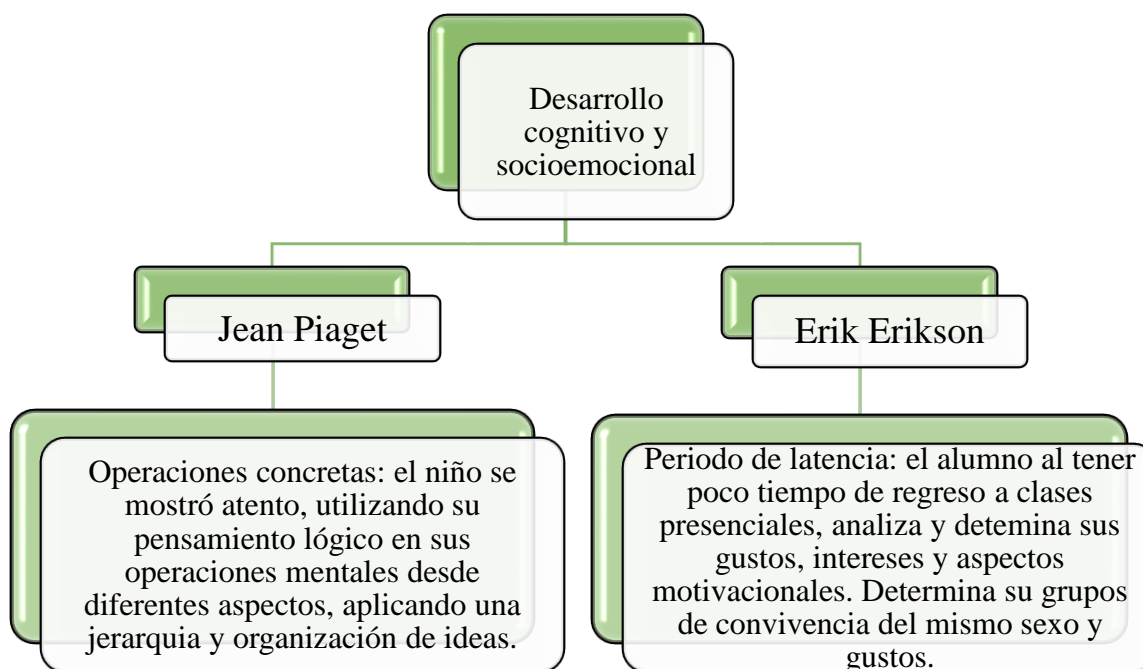 Desarrollo
cognitivo y
socioemocional
Jean Piaget
Erik Erikson
Operaciones concretas: el niño se
mostró atento, utilizando su
pensamiento lógico en sus
operaciones mentales desde
diferentes aspectos, aplicando una
jerarquia y organización de ideas.
Periodo de latencia: el alumno al tener
poco tiempo de regreso a clases
presenciales, analiza y detemina sus
gustos, intereses y aspectos
motivacionales. Determina su grupos
de convivencia del mismo sexo y
gustos.